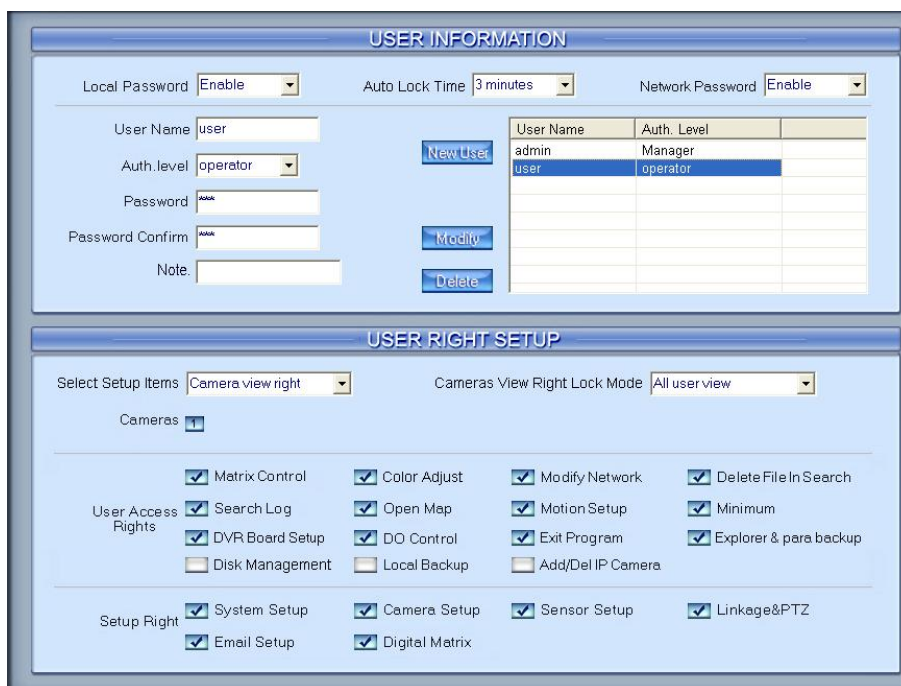 USER INFORMATION
Local Password Enable Auto Lock Time 3 minutes Network Password Enable
User Name user
Auth.level operator
Password ***
Password Confirm ***
Note.
New User
Modify
Delete
User Name Auth. Level
admin Manager
user operator
USER RIGHT SETUP
Select Setup Items Camera view right Cameras View Right Lock Mode All user view
Cameras 1
User Access Rights
Matrix Control Color Adjust Modify Network Delete File In Search
Search Log Open Map Motion Setup Minimum
DVR Board Setup DO Control Exit Program Explorer & para backup
Disk Management Local Backup Add/Del IP Camera
Setup Right
System Setup Camera Setup Sensor Setup Linkage&PTZ
Email Setup Digital Matrix